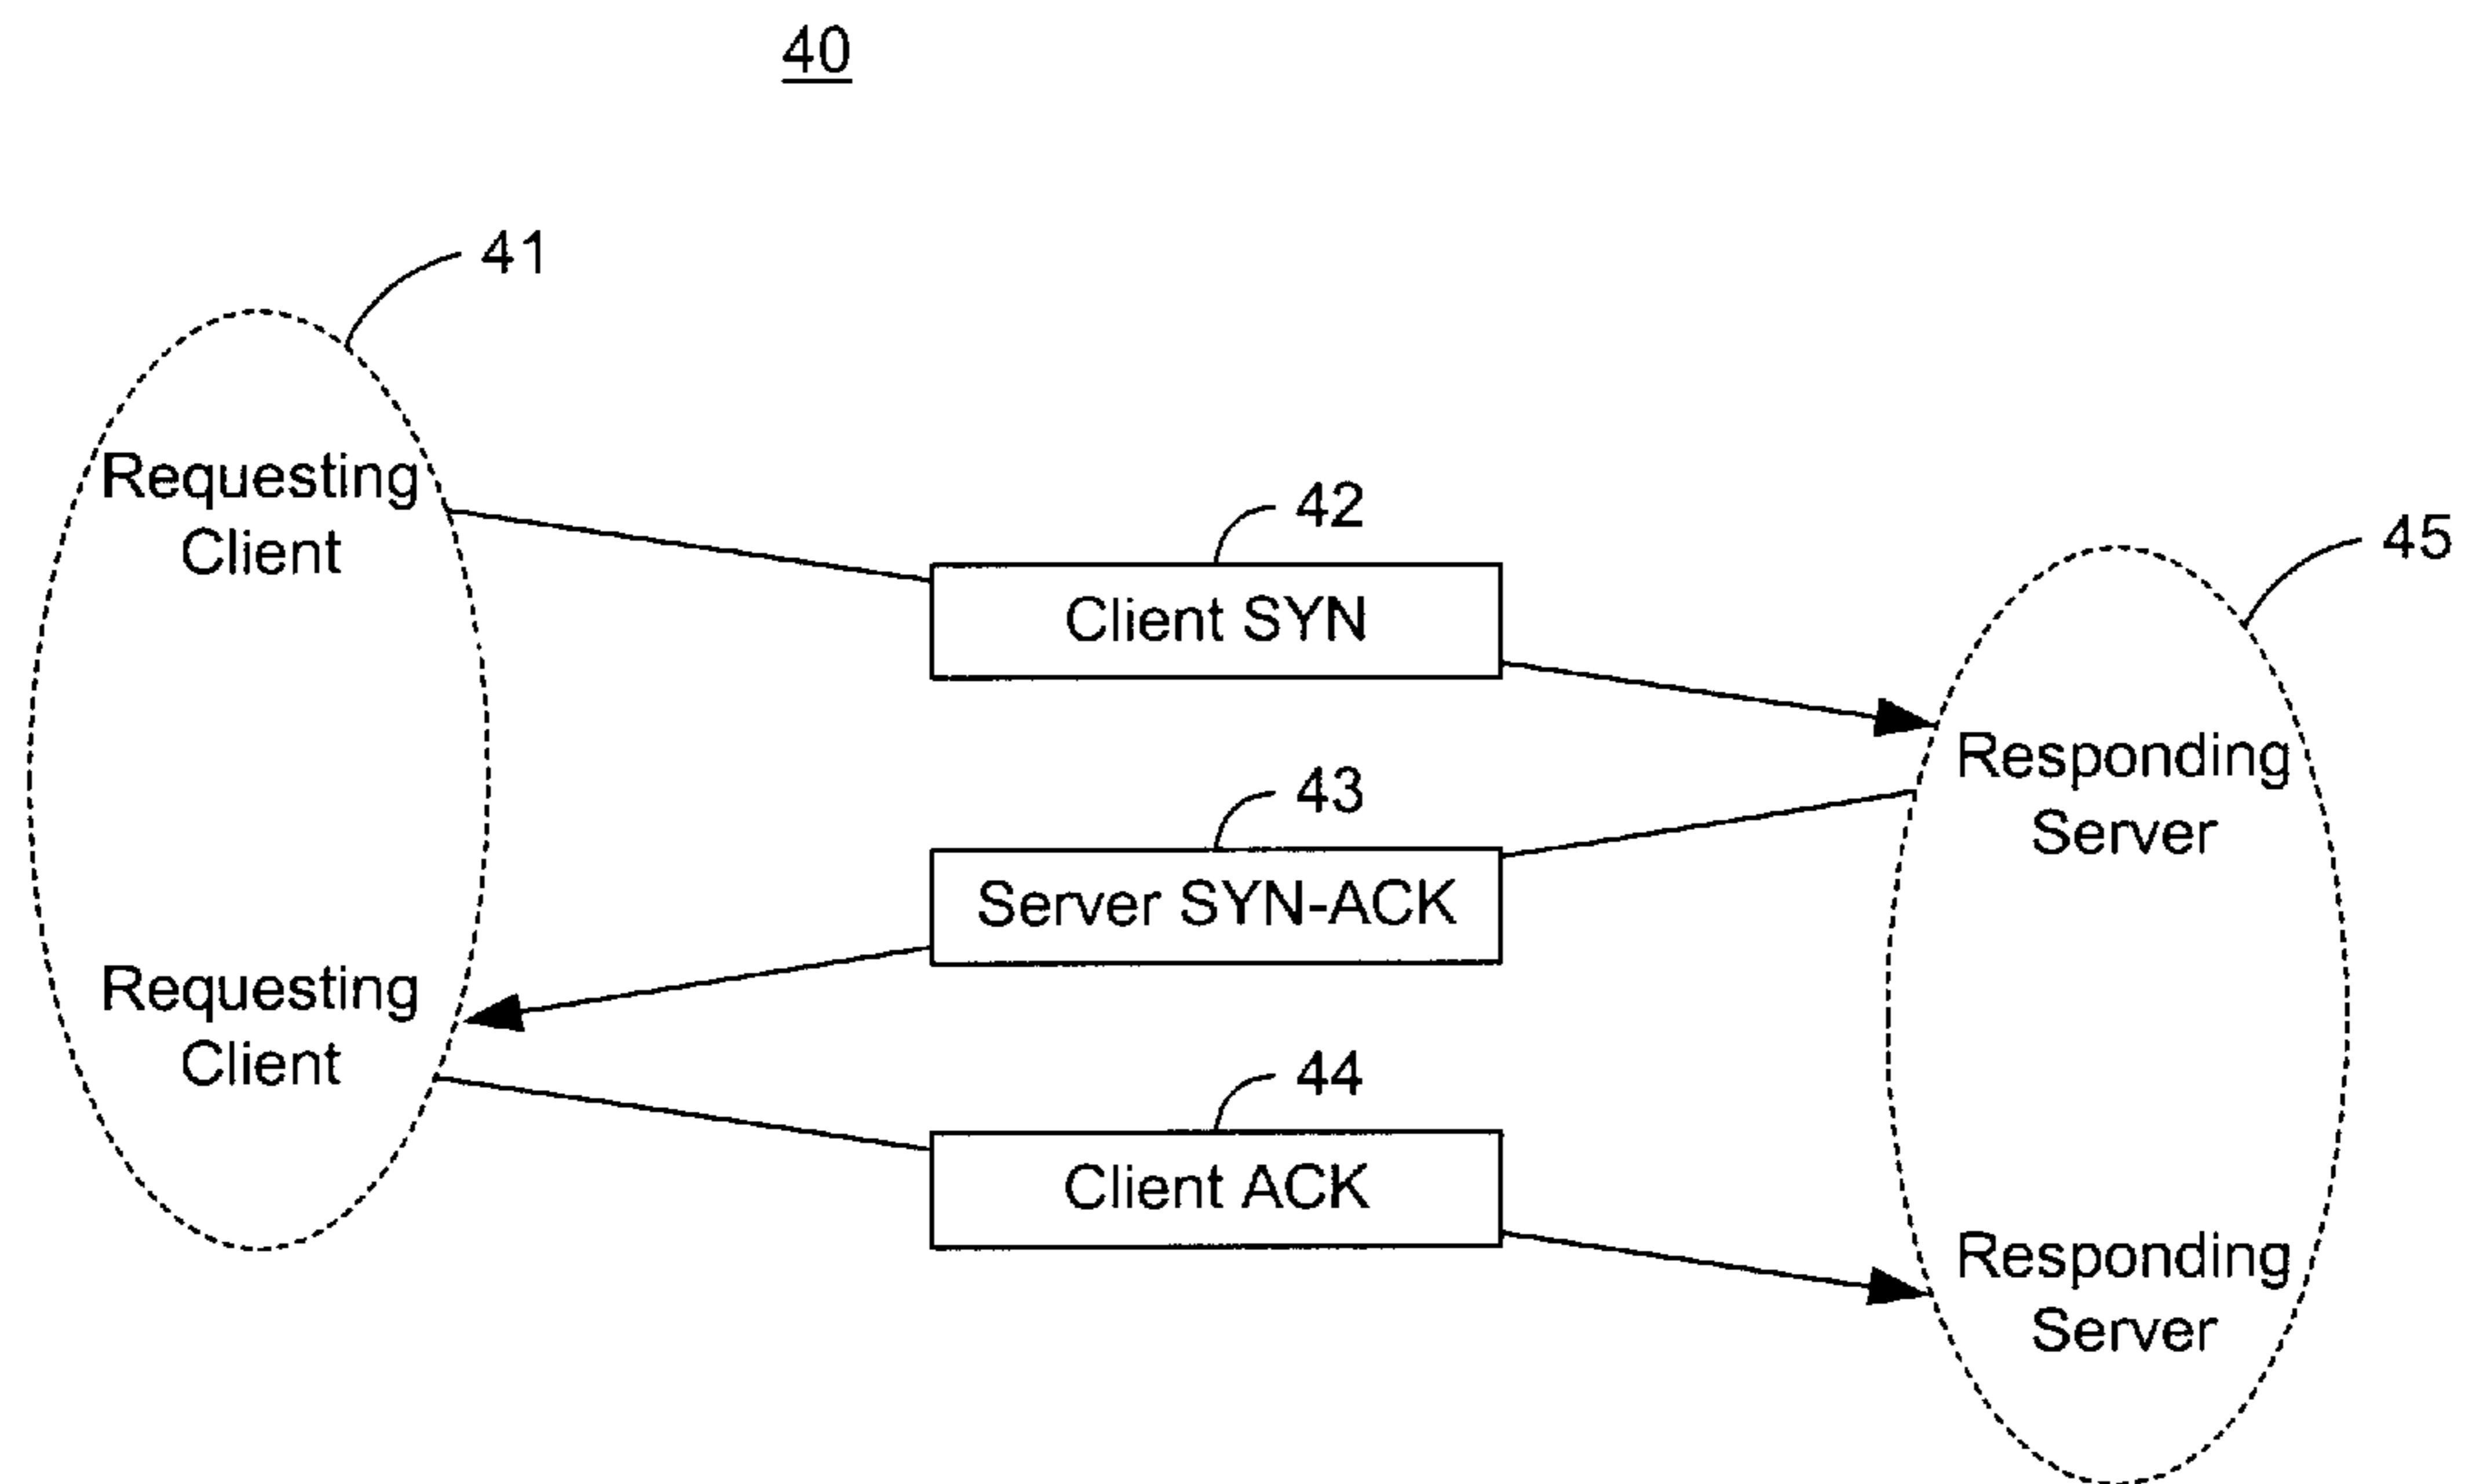 40
41
Requesting
Client
42
Client SYN
45
Responding
Server
43
Server SYN-ACK
Requesting
Client
44
Client ACK
Responding
Server